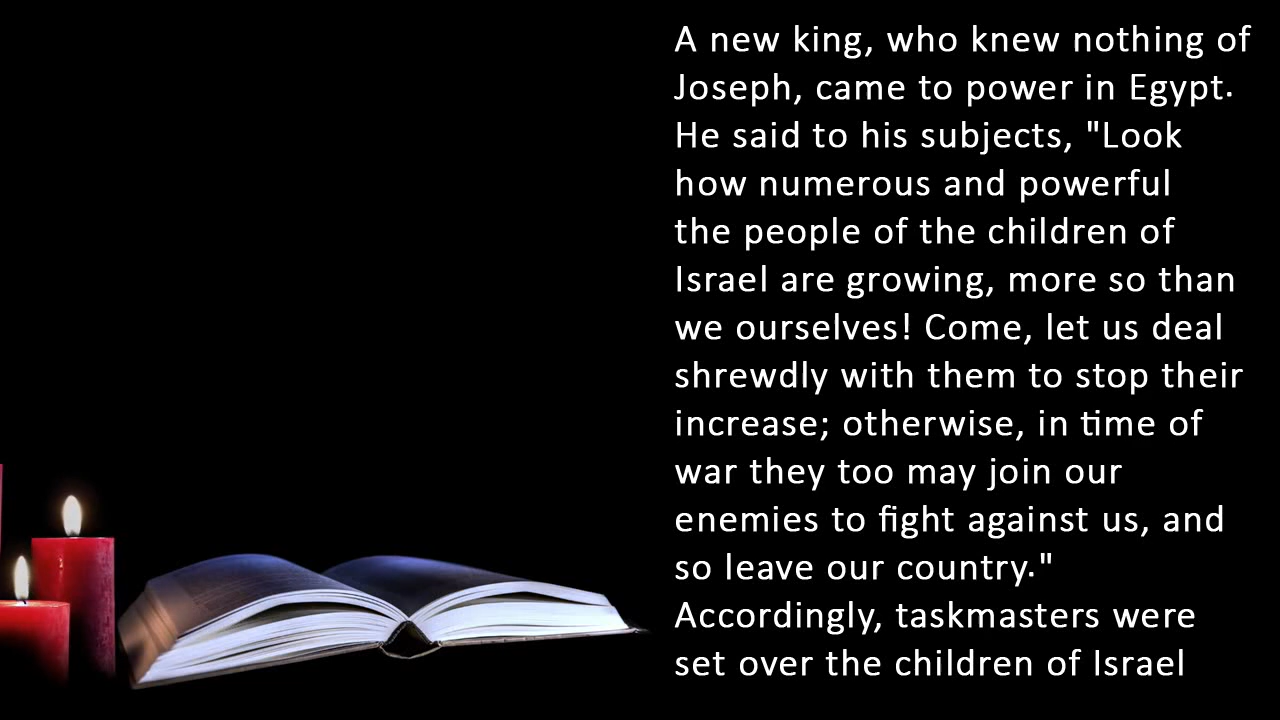 A new king, who knew nothing of
Joseph, came to power in Egypt.
He said to his subjects, "Look
how numerous and powerful
the people of the children of
Israel are growing, more so than
we ourselves! Come, let us deal
shrewdly with them to stop their
increase; otherwise, in time of
war they too may join our
enemies to fight against us, and
so leave our country."
Accordingly, taskmasters were
set over the children of Israel